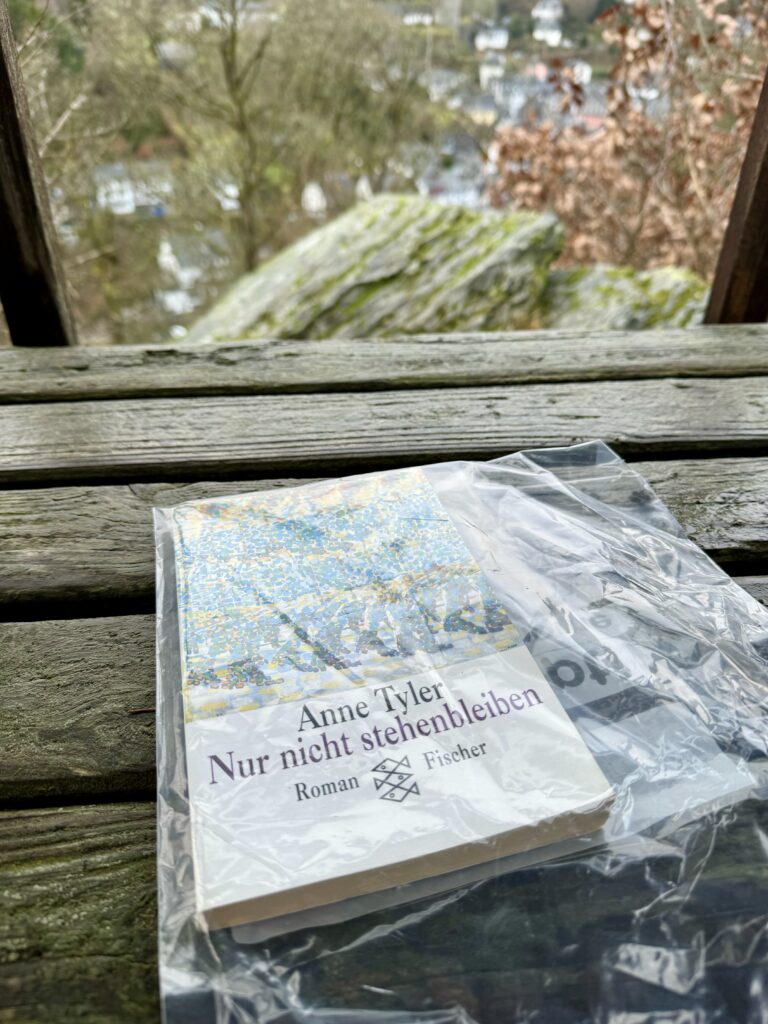 Anne Tyler
Nur nicht stehenbleiben
Roman Fischer